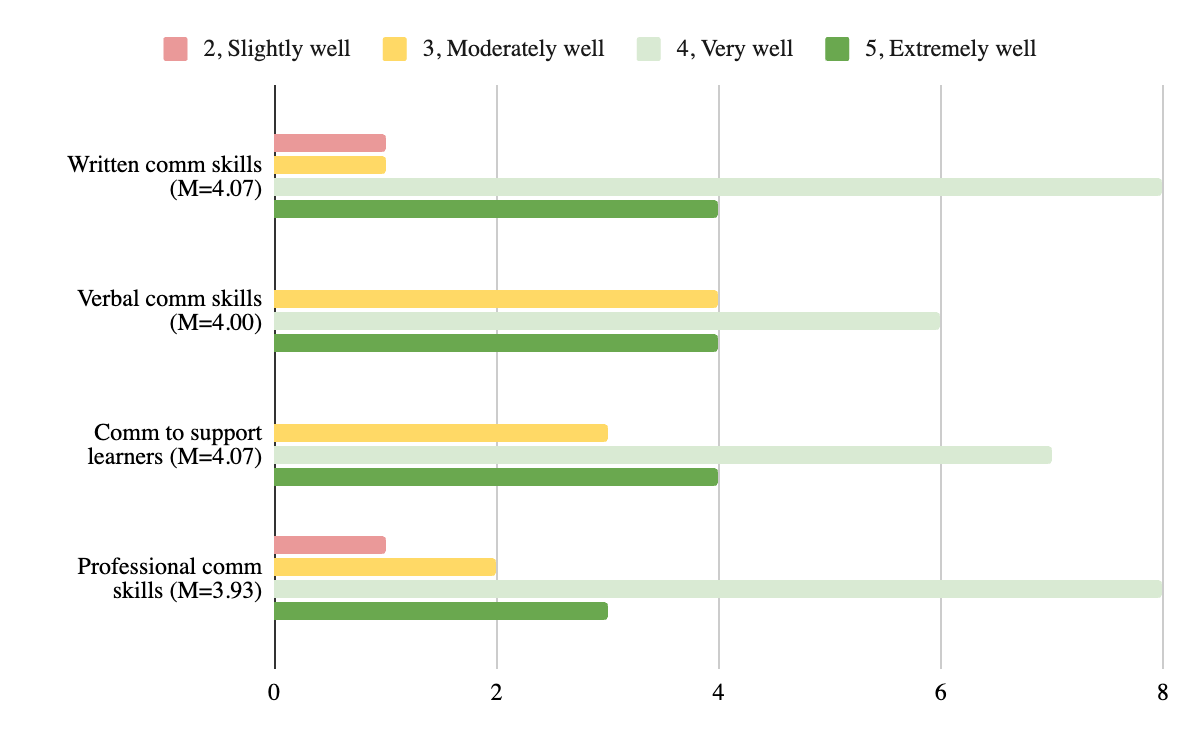 2, Slightly well
3, Moderately well
4, Very well
5, Extremely well
Written comm skills
(M=4.07)
Verbal comm skills
(M=4.00)
Comm to support
learners (M=4.07)
Professional comm
skills (M=3.93)
0
2
4
6
8